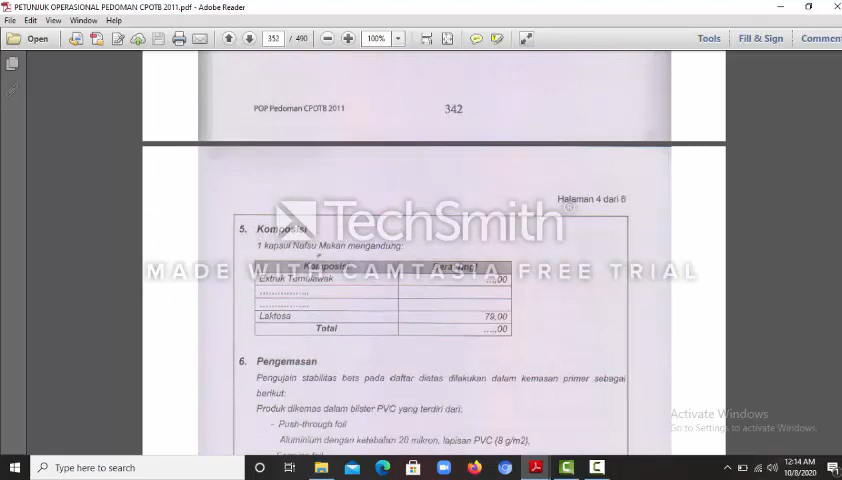 PETUNJUK OPERASIONAL PEDOMAN CPOTB 2011.pdf - Adobe Reader
File Edit View Window Help
Open 352 / 490 100% Tools Fill & Sign Comment
POP Pedoman CPOTB 2011 342
Halaman 4 dari 6
TechSmith
MADE WITH CAMTASIA FREE TRIAL
5. Komposisi
1 kapsul Nafsu Makan mengandung:
Komposisi
Extrak Temulawak ...,00
................
................
Laktosa 79,00
Total ....,00
6. Pengemasan
Pengujain stabilitas bets pada daftar diatas dilakukan dalam kemasan primer sebagai
berikut:
Produk dikemas dalam blister PVC yang terdiri dari:
- Push-through foil
Aluminium dengan ketebalan 20 mikron, lapisan PVC (8 g/m2),
Activate Windows
Go to Settings to activate Windows.
Type here to search
12:14 AM
10/8/2020